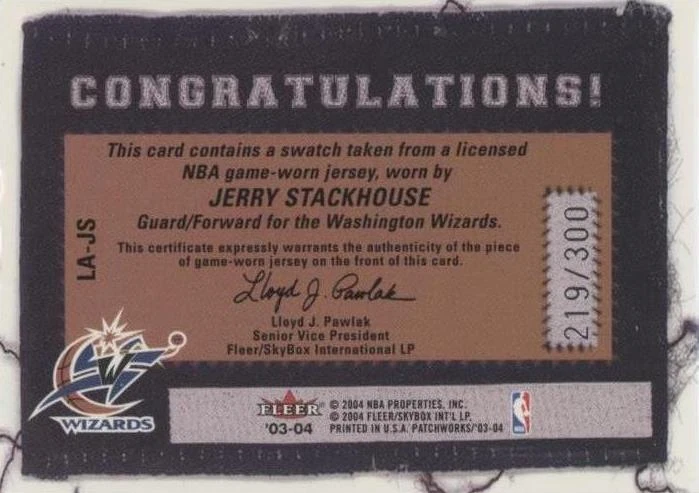 CONGRATULATIONS!
This card contains a swatch taken from a licensed
NBA game-worn jersey, worn by
JERRY STACKHOUSE
Guard/Forward for the Washington Wizards.
This certificate expressly warrants the authenticity of the piece
of game-worn jersey on the front of this card.
Lloyd J. Pawlak
Lloyd J. Pawlak
Senior Vice President
Fleer/SkyBox International LP
LA-JS
219/300
WIZARDS
FLEER
'03-04
© 2004 NBA PROPERTIES, INC.
© 2004 FLEER/SKYBOX INT'L LP.
PRINTED IN U.S.A. PATCHWORKS/'03-04